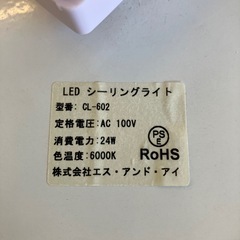 LED シーリングライト
型番: CL-602
定格電圧:AC 100V
消費電力:24W
色温度:6000K
株式会社エス・アンド・アイ
PS
E
RoHS